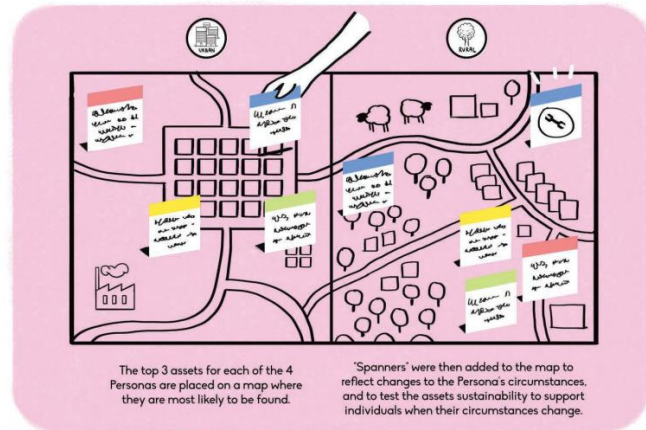 URBAN
RURAL
The top 3 assets for each of the 4
Personas are placed on a map where
they are most likely to be found.
"Spanners" were then added to the map to
reflect changes to the Persona's circumstances,
and to test the assets sustainability to support
individuals when their circumstances change.